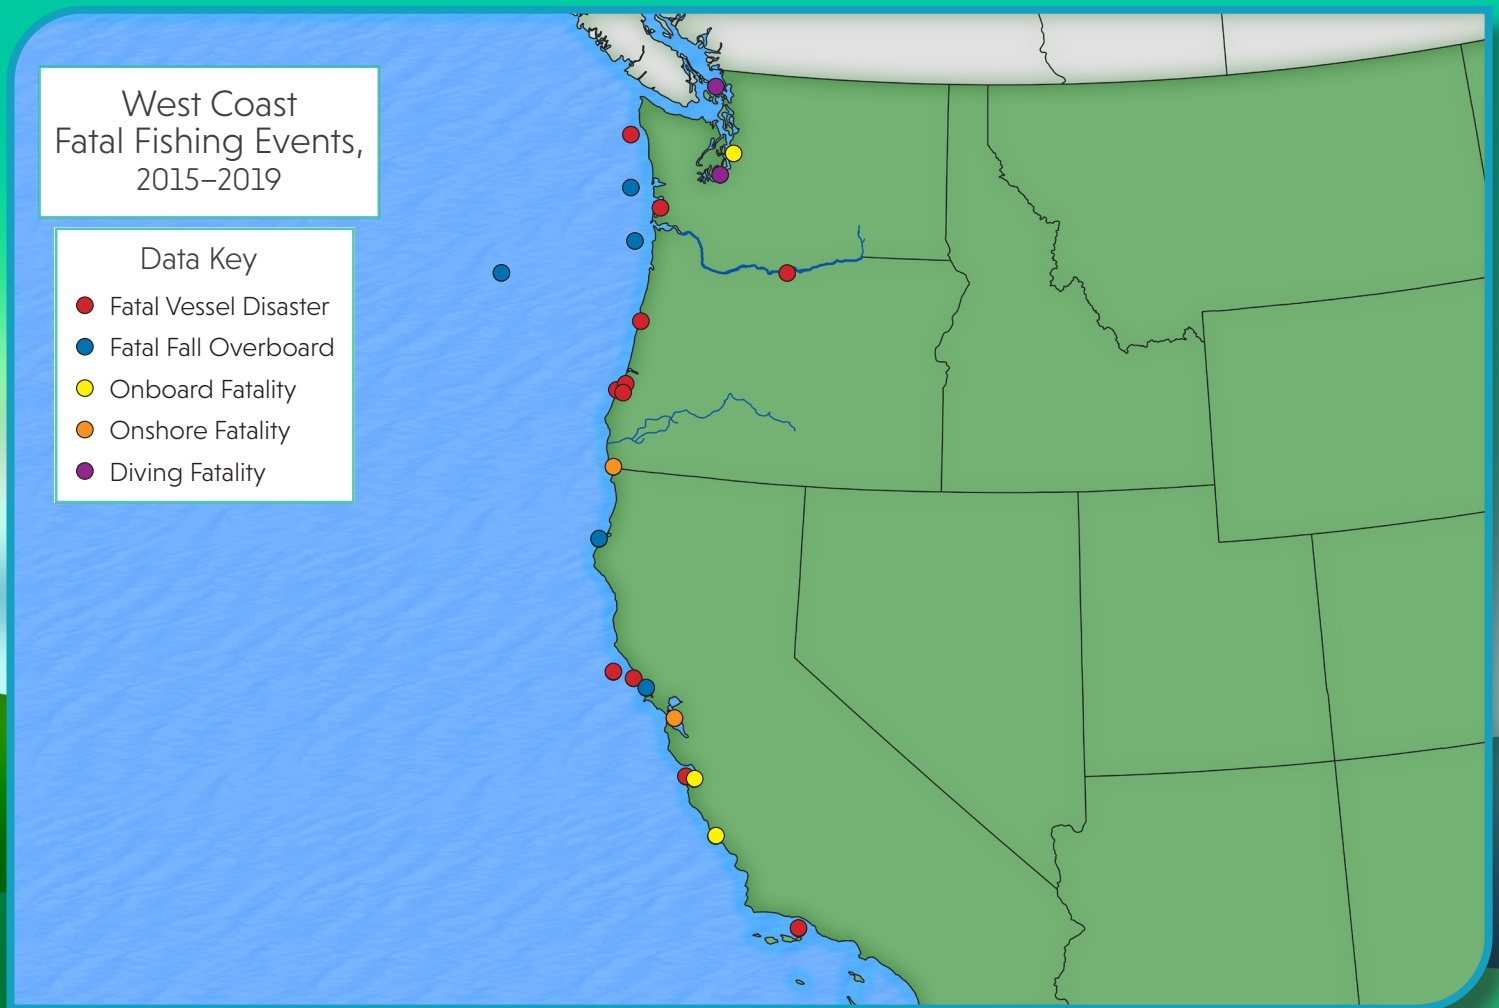 West Coast
Fatal Fishing Events,
2015–2019
Data Key
Fatal Vessel Disaster
Fatal Fall Overboard
Onboard Fatality
Onshore Fatality
Diving Fatality